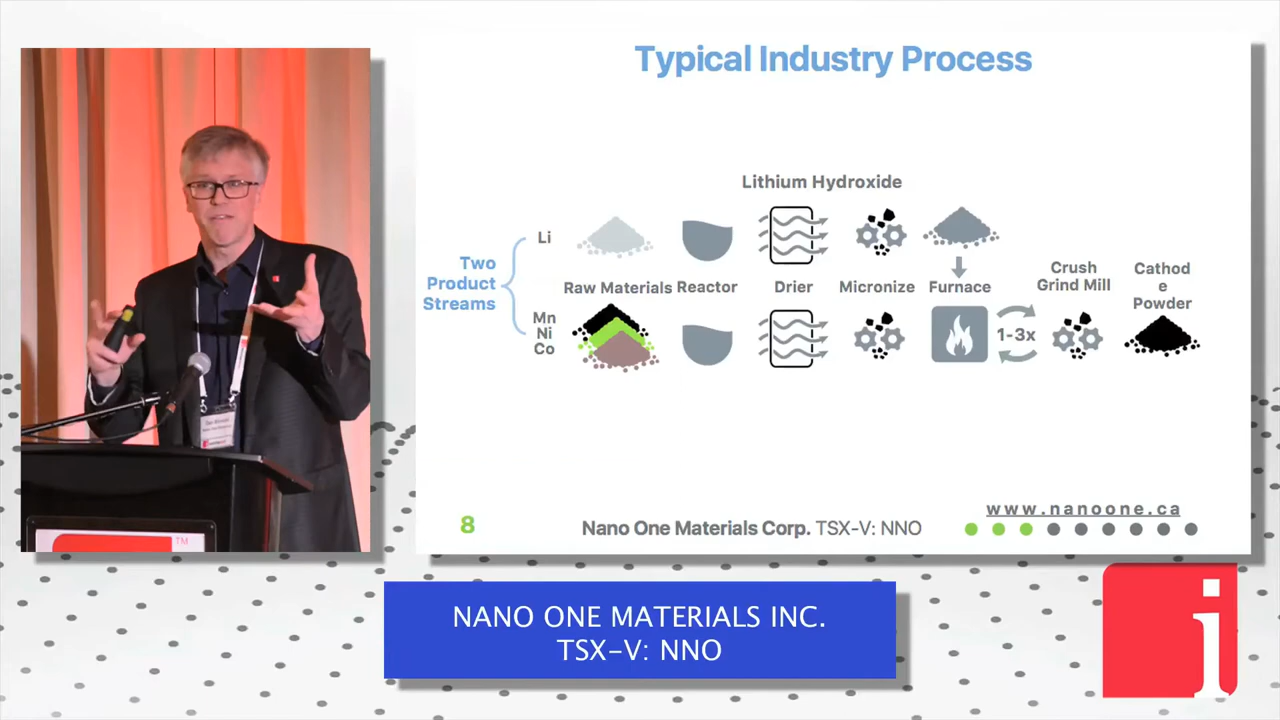 Typical Industry Process
Lithium Hydroxide
Li
Two
Product
Streams
Raw Materials
Reactor
Drier
Micronize
Furnace
Crush
Grind Mill
Cathod
e
Powder
Mn
Ni
Co
1-3x
8
Nano One Materials Corp. TSX-V: NNO
www.nanoone.ca
TM
NANO ONE MATERIALS INC.
TSX-V: NNO
i